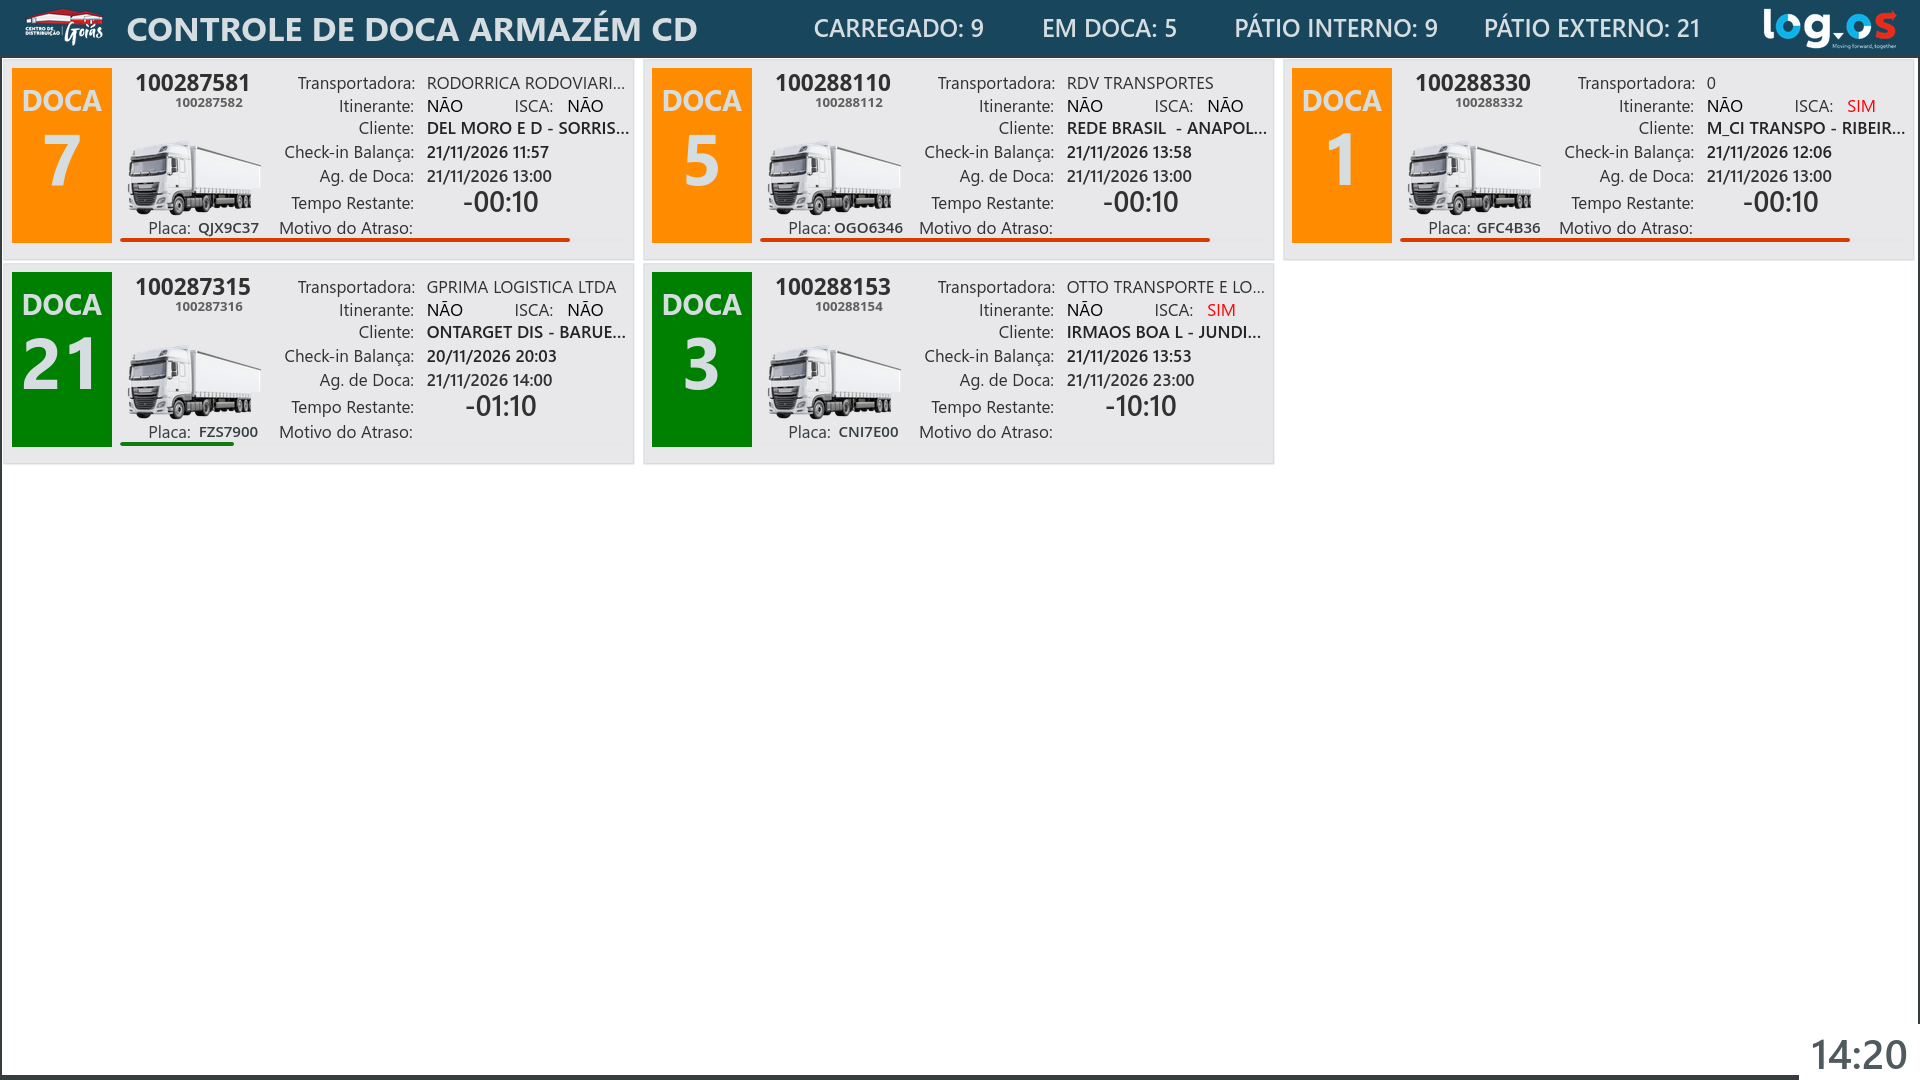 CENTRO DE DISTRIBUIÇÃO Goiás
CONTROLE DE DOCA ARMAZÉM CD
CARREGADO: 9
EM DOCA: 5
PÁTIO INTERNO: 9
PÁTIO EXTERNO: 21
log.os
Moving forward, together
DOCA
7
100287581
100287582
Transportadora: RODORRICA RODOVIARI...
Itinerante: NÃO ISCA: NÃO
Cliente: DEL MORO E D - SORRIS...
Check-in Balança: 21/11/2026 11:57
Ag. de Doca: 21/11/2026 13:00
Tempo Restante: -00:10
Placa: QJX9C37 Motivo do Atraso:
DOCA
5
100288110
100288112
Transportadora: RDV TRANSPORTES
Itinerante: NÃO ISCA: NÃO
Cliente: REDE BRASIL - ANAPOL...
Check-in Balança: 21/11/2026 13:58
Ag. de Doca: 21/11/2026 13:00
Tempo Restante: -00:10
Placa: OGO6346 Motivo do Atraso:
DOCA
1
100288330
100288332
Transportadora: 0
Itinerante: NÃO ISCA: SIM
Cliente: M_CI TRANSPO - RIBEIR...
Check-in Balança: 21/11/2026 12:06
Ag. de Doca: 21/11/2026 13:00
Tempo Restante: -00:10
Placa: GFC4B36 Motivo do Atraso:
DOCA
21
100287315
100287316
Transportadora: GPRIMA LOGISTICA LTDA
Itinerante: NÃO ISCA: NÃO
Cliente: ONTARGET DIS - BARUE...
Check-in Balança: 20/11/2026 20:03
Ag. de Doca: 21/11/2026 14:00
Tempo Restante: -01:10
Placa: FZS7900 Motivo do Atraso:
DOCA
3
100288153
100288154
Transportadora: OTTO TRANSPORTE E LO...
Itinerante: NÃO ISCA: SIM
Cliente: IRMAOS BOA L - JUNDI...
Check-in Balança: 21/11/2026 13:53
Ag. de Doca: 21/11/2026 23:00
Tempo Restante: -10:10
Placa: CNI7E00 Motivo do Atraso:
14:20